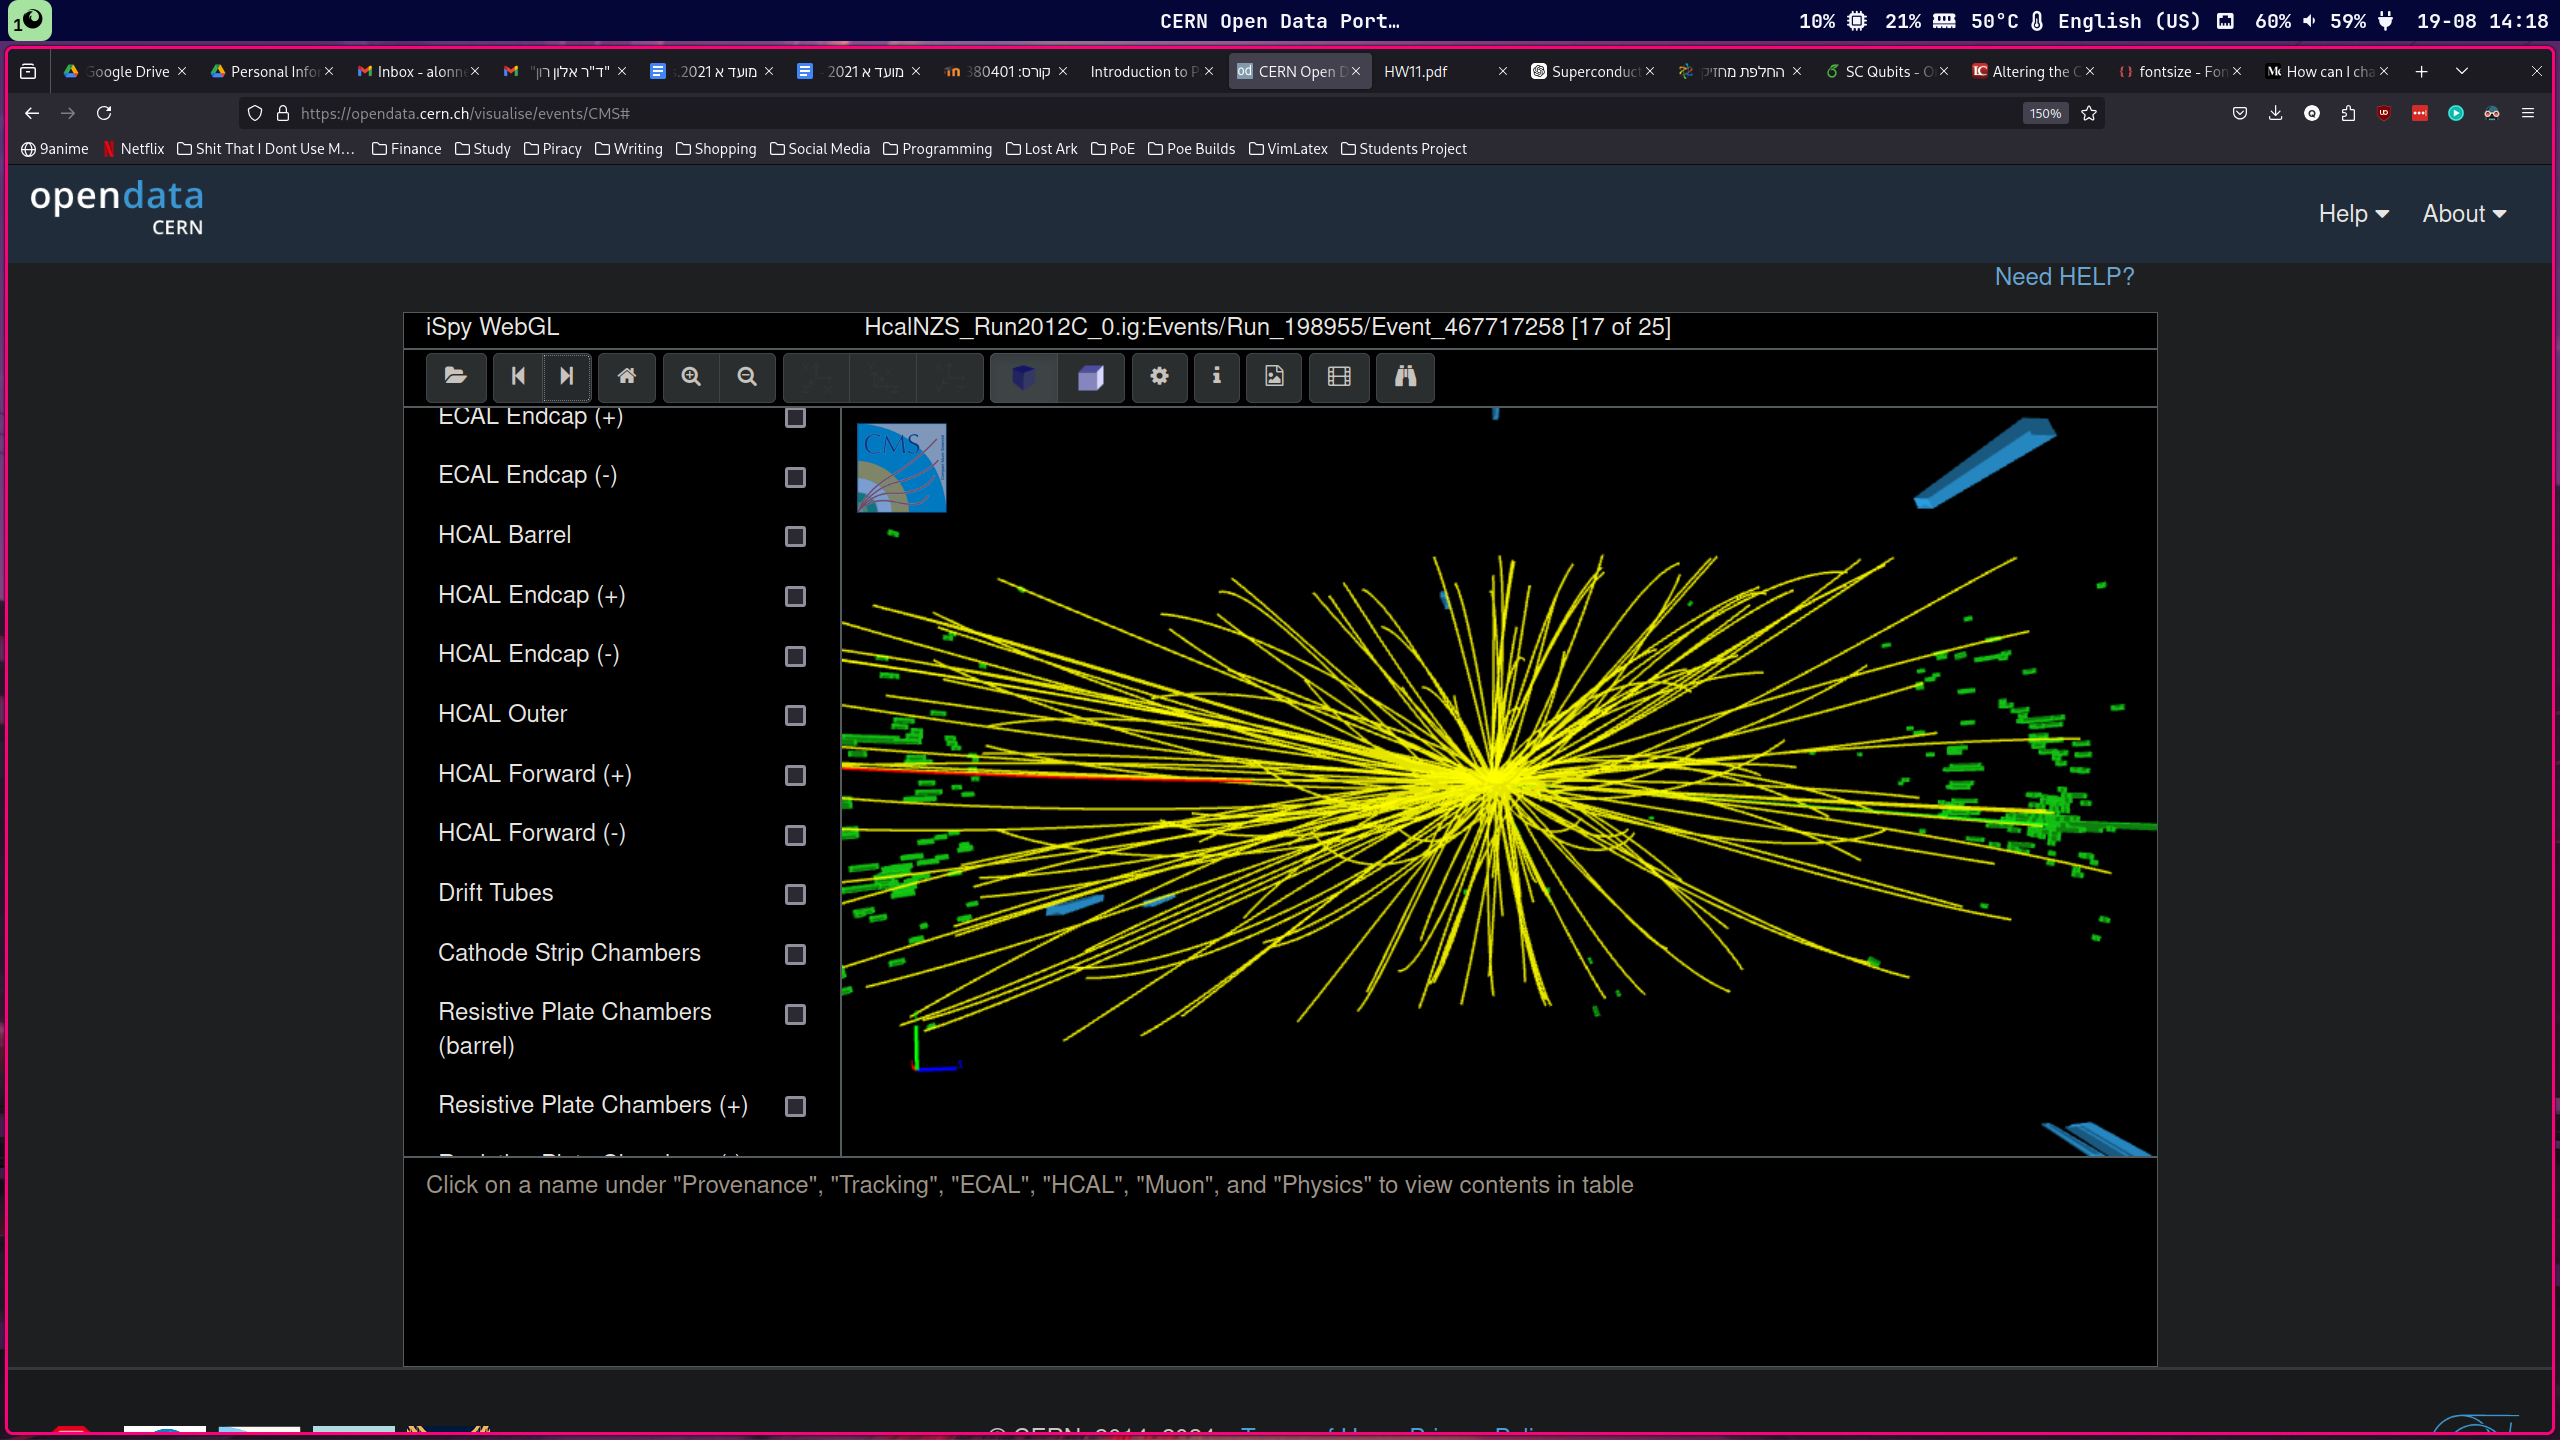 1
CERN Open Data Port…
10% 21% 50°C English (US) 60% 59% 19-08 14:18
Google Drive
Personal Infor
Inbox - alonne
"ד"ר אלון רון"
מועד א 2021.
מועד א 2021 -
קורס: 380401
Introduction to P
CERN Open D
HW11.pdf
Superconduct
החלפת מחזיק
SC Qubits - O
Altering the C
fontsize - Fon
How can I cha
https://opendata.cern.ch/visualise/events/CMS#
150%
9anime
Netflix
Shit That I Dont Use M…
Finance
Study
Piracy
Writing
Shopping
Social Media
Programming
Lost Ark
PoE
Poe Builds
VimLatex
Students Project
opendata
CERN
Help
About
Need HELP?
iSpy WebGL
HcalNZS_Run2012C_0.ig:Events/Run_198955/Event_467717258 [17 of 25]
ECAL Endcap (+)
ECAL Endcap (-)
HCAL Barrel
HCAL Endcap (+)
HCAL Endcap (-)
HCAL Outer
HCAL Forward (+)
HCAL Forward (-)
Drift Tubes
Cathode Strip Chambers
Resistive Plate Chambers
(barrel)
Resistive Plate Chambers (+)
CMS
Click on a name under "Provenance", "Tracking", "ECAL", "HCAL", "Muon", and "Physics" to view contents in table